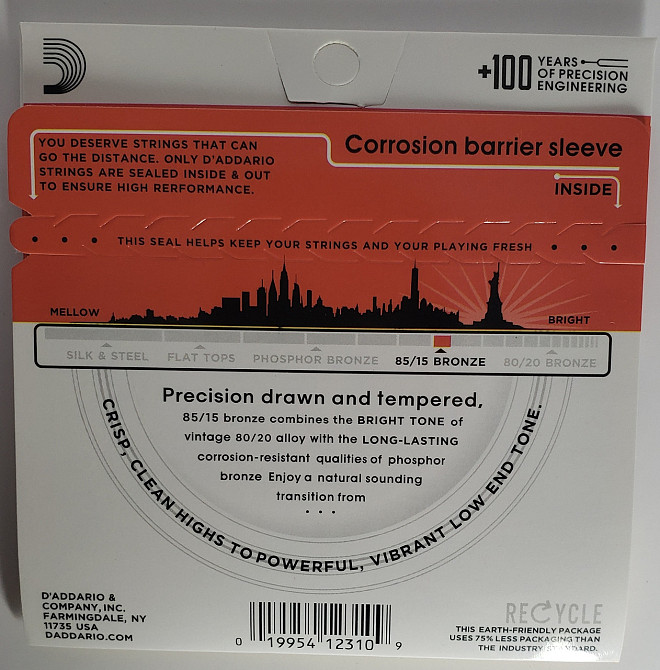 +100 YEARS
OF PRECISION
ENGINEERING
YOU DESERVE STRINGS THAT CAN
GO THE DISTANCE. ONLY D'ADDARIO
STRINGS ARE SEALED INSIDE & OUT
TO ENSURE HIGH RERFORMANCE.
Corrosion barrier sleeve
INSIDE
• • • THIS SEAL HELPS KEEP YOUR STRINGS AND YOUR PLAYING FRESH • • •
MELLOW
BRIGHT
SILK & STEEL FLAT TOPS PHOSPHOR BRONZE 85/15 BRONZE 80/20 BRONZE
Precision drawn and tempered,
85/15 bronze combines the BRIGHT TONE of
vintage 80/20 alloy with the LONG-LASTING
corrosion-resistant qualities of phosphor
bronze Enjoy a natural sounding
transition from
• • •
CRISP, CLEAN HIGHS TO POWERFUL, VIBRANT LOW END TONE.
D'ADDARIO &
COMPANY, INC.
FARMINGDALE, NY
11735 USA
DADDARIO.COM
0 19954 12310 9
RECYCLE
THIS EARTH-FRIENDLY PACKAGE
USES 75% LESS PACKAGING THAN
THE INDUSTRY STANDARD.